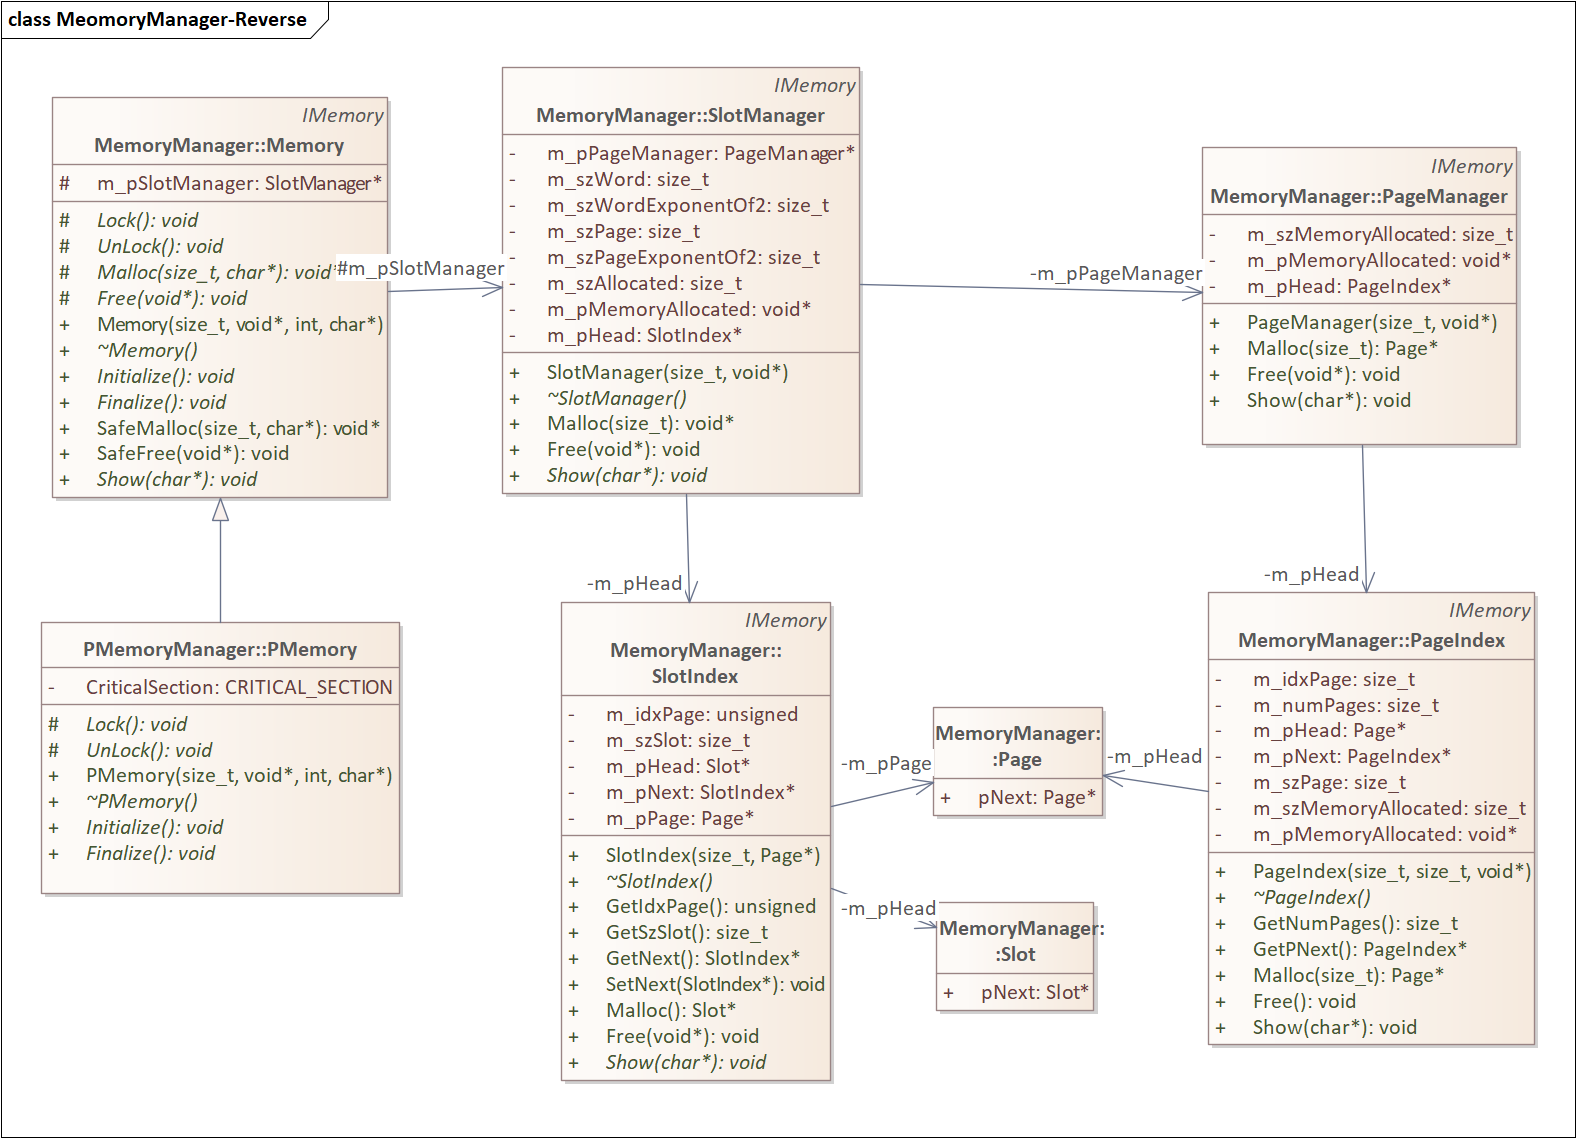 class MeomoryManager-Reverse
IMemory
MemoryManager::Memory
# m_pSlotManager: SlotManager*
# Lock(): void
# UnLock(): void
# Malloc(size_t, char*): void*
# Free(void*): void
+ Memory(size_t, void*, int, char*)
+ ~Memory()
+ Initialize(): void
+ Finalize(): void
+ SafeMalloc(size_t, char*): void*
+ SafeFree(void*): void
+ Show(char*): void
#m_pSlotManager
IMemory
MemoryManager::SlotManager
- m_pPageManager: PageManager*
- m_szWord: size_t
- m_szWordExponentOf2: size_t
- m_szPage: size_t
- m_szPageExponentOf2: size_t
- m_szAllocated: size_t
- m_pMemoryAllocated: void*
- m_pHead: SlotIndex*
+ SlotManager(size_t, void*)
+ ~SlotManager()
+ Malloc(size_t): void*
+ Free(void*): void
+ Show(char*): void
-m_pPageManager
IMemory
MemoryManager::PageManager
- m_szMemoryAllocated: size_t
- m_pMemoryAllocated: void*
- m_pHead: PageIndex*
+ PageManager(size_t, void*)
+ Malloc(size_t): Page*
+ Free(void*): void
+ Show(char*): void
-m_pHead
-m_pHead
PMemoryManager::PMemory
- CriticalSection: CRITICAL_SECTION
# Lock(): void
# UnLock(): void
+ PMemory(size_t, void*, int, char*)
+ ~PMemory()
+ Initialize(): void
+ Finalize(): void
IMemory
MemoryManager::
SlotIndex
- m_idxPage: unsigned
- m_szSlot: size_t
- m_pHead: Slot*
- m_pNext: SlotIndex*
- m_pPage: Page*
+ SlotIndex(size_t, Page*)
+ ~SlotIndex()
+ GetIdxPage(): unsigned
+ GetSzSlot(): size_t
+ GetNext(): SlotIndex*
+ SetNext(SlotIndex*): void
+ Malloc(): Slot*
+ Free(void*): void
+ Show(char*): void
-m_pPage
MemoryManager:
:Page
+ pNext: Page*
-m_pHead
-m_pHead
MemoryManager:
:Slot
+ pNext: Slot*
IMemory
MemoryManager::PageIndex
- m_idxPage: size_t
- m_numPages: size_t
- m_pHead: Page*
- m_pNext: PageIndex*
- m_szPage: size_t
- m_szMemoryAllocated: size_t
- m_pMemoryAllocated: void*
+ PageIndex(size_t, size_t, void*)
+ ~PageIndex()
+ GetNumPages(): size_t
+ GetPNext(): PageIndex*
+ Malloc(size_t): Page*
+ Free(): void
+ Show(char*): void